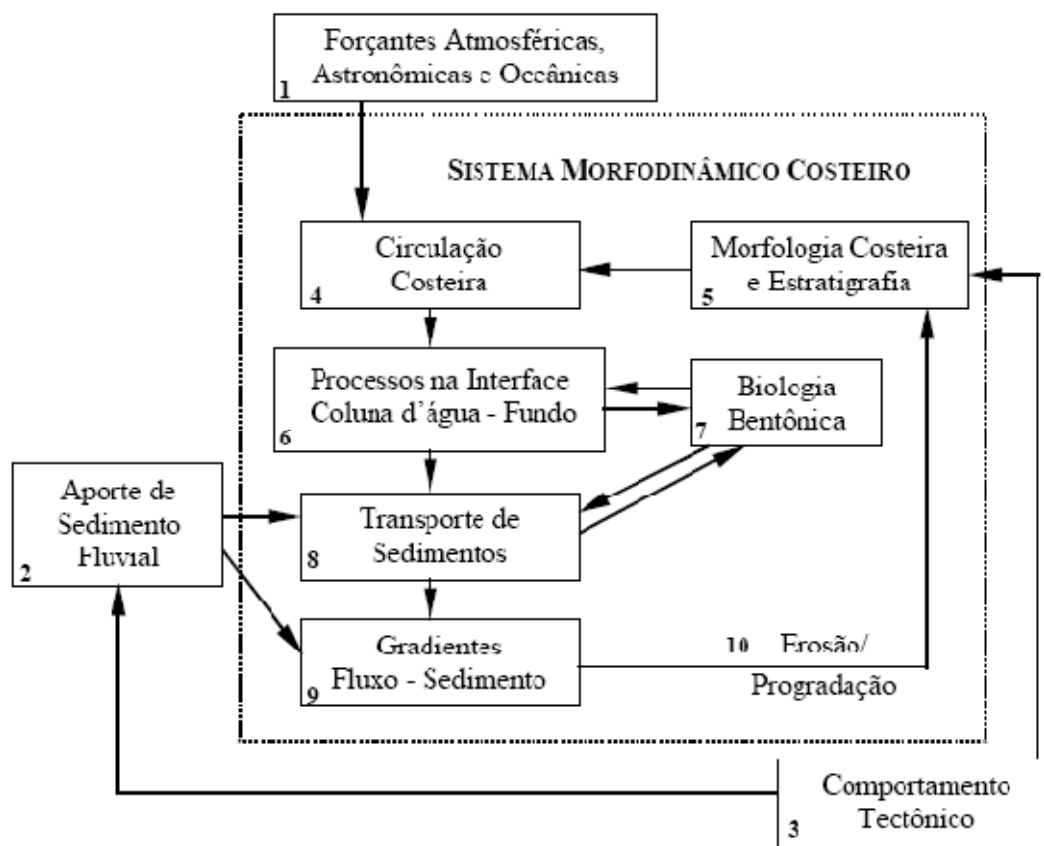 Forçantes Atmosféricas,
Astronômicas e Oceânicas
1
SISTEMA MORFODINÂMICO COSTEIRO
Circulação
Costeira
4
Morfologia Costeira
e Estratigrafia
5
Processos na Interface
Coluna d'água - Fundo
6
Biologia
Bentônica
7
Aporte de
Sedimento
Fluvial
2
Transporte de
Sedimentos
8
Gradientes
Fluxo - Sedimento
9
10 Erosão/
Progradação
Comportamento
Tectônico
3